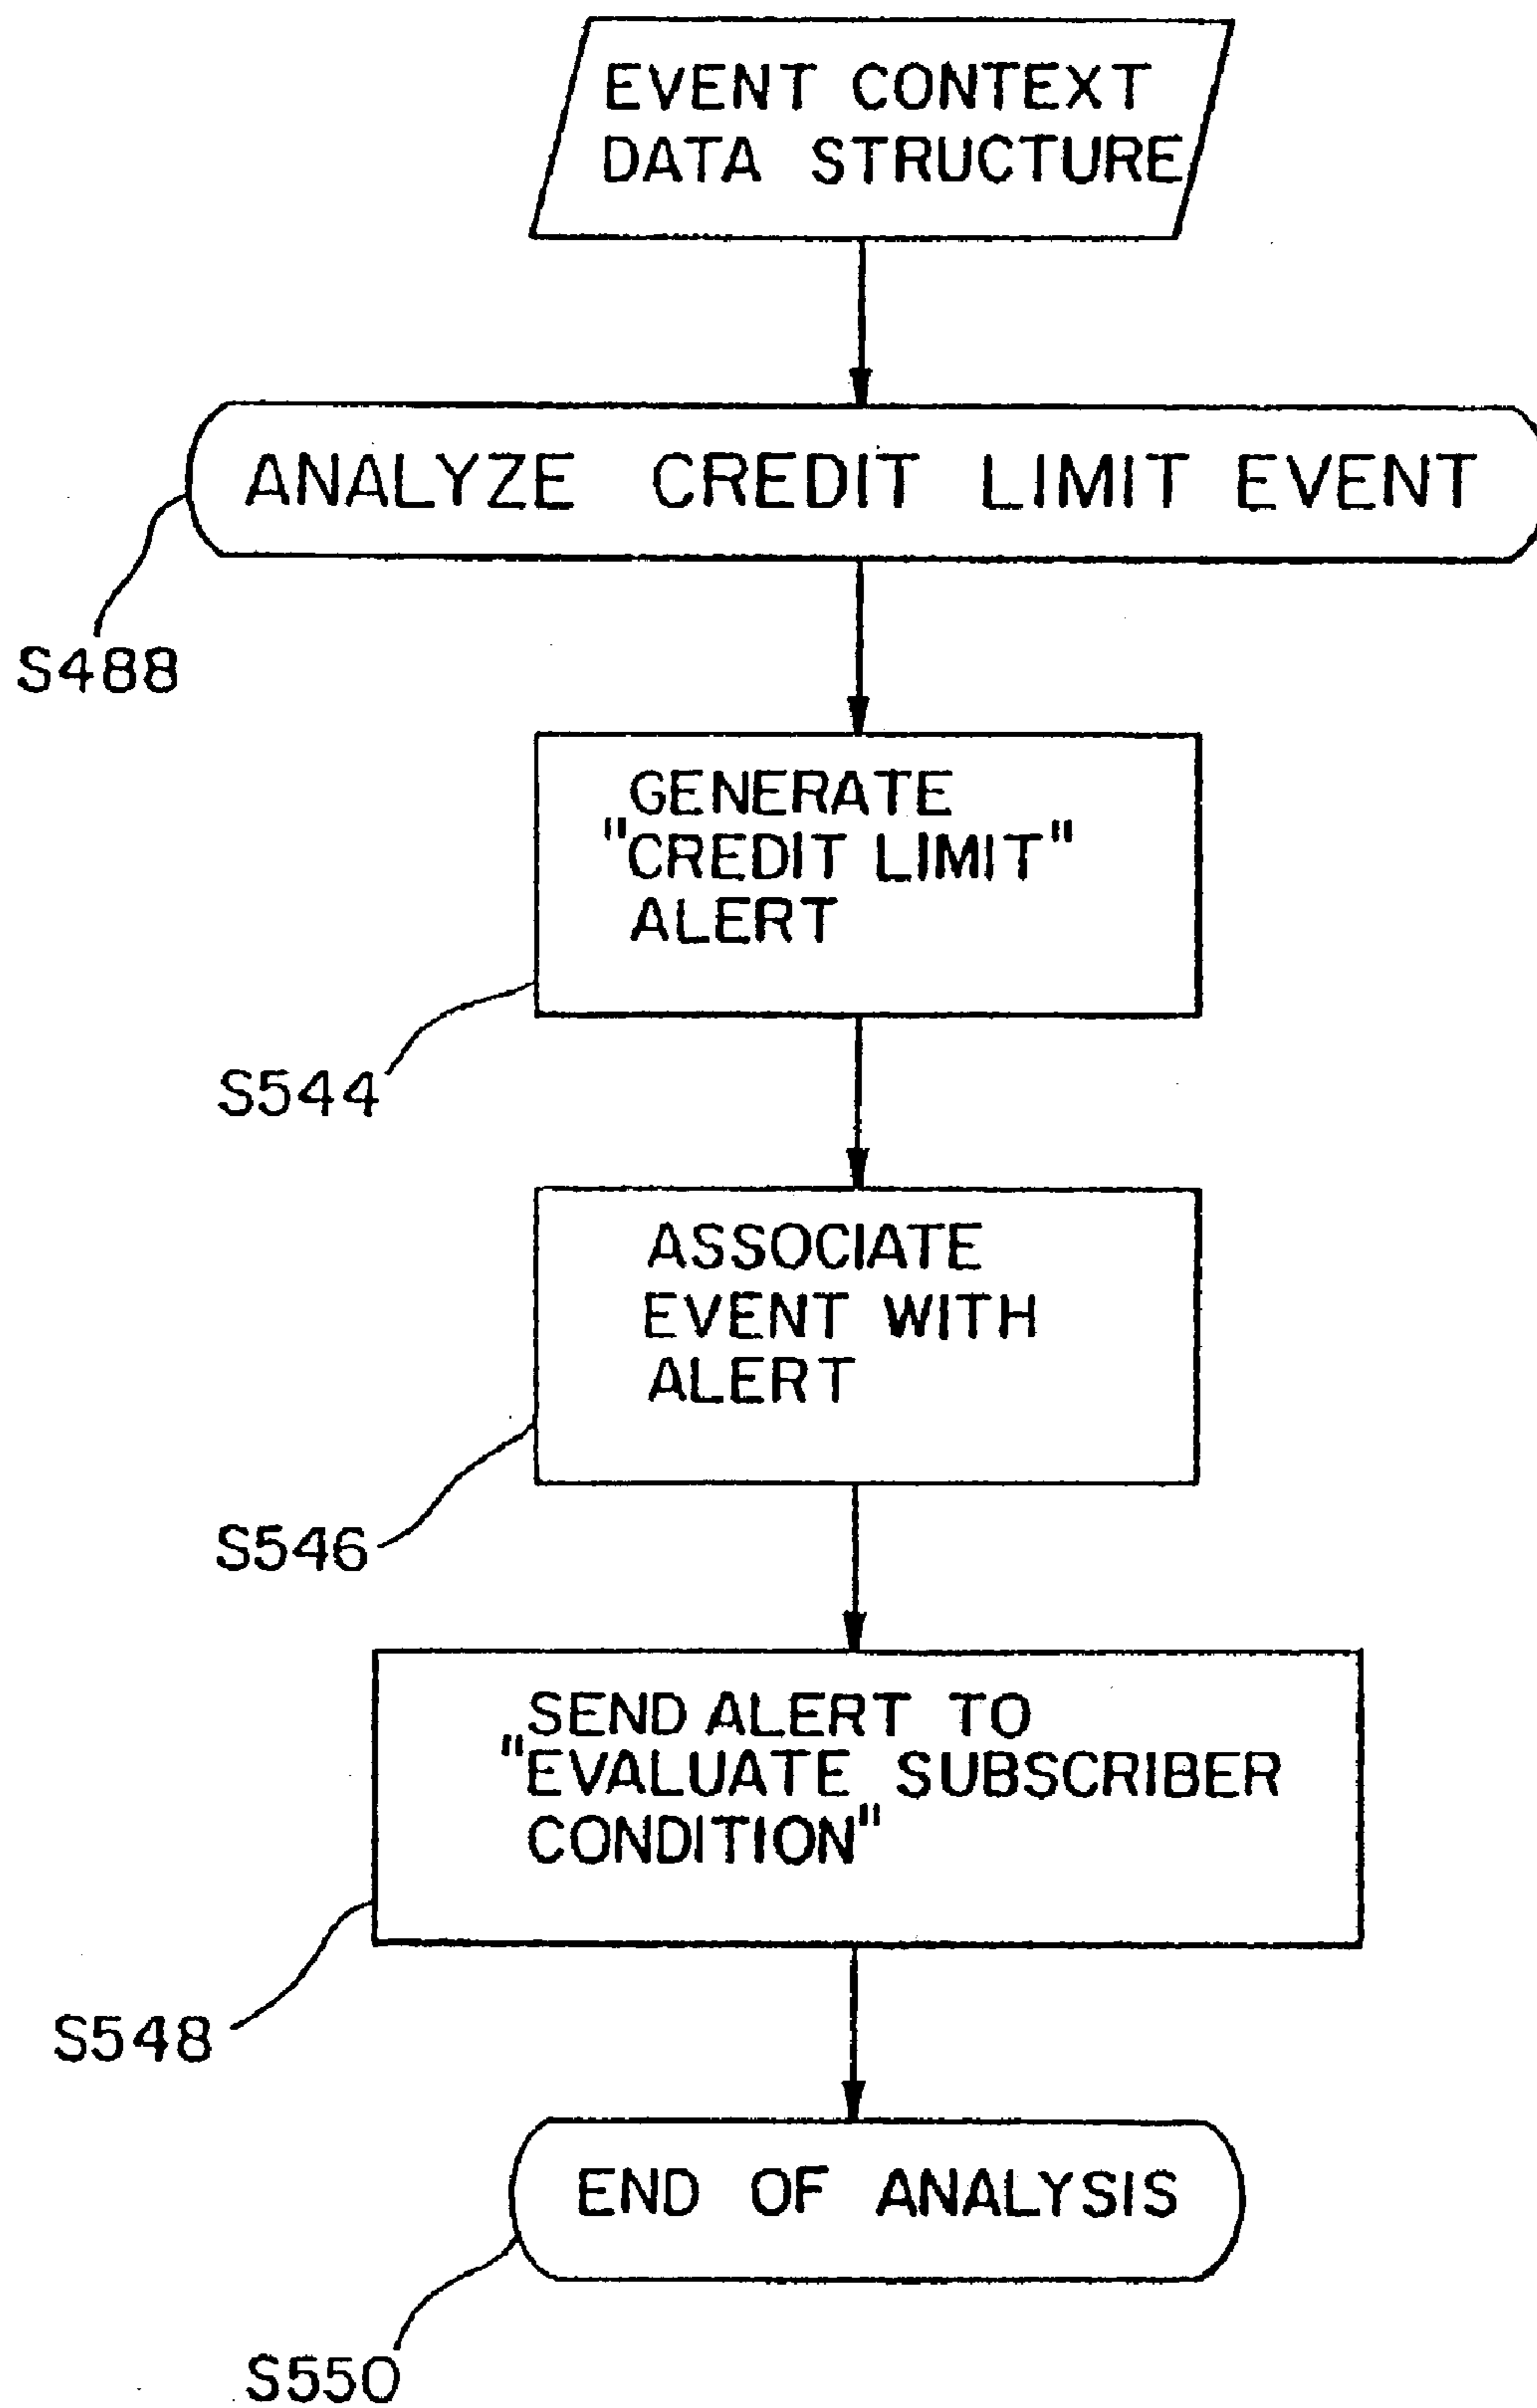 EVENT CONTEXT
DATA STRUCTURE
ANALYZE CREDIT LIMIT EVENT
S488
GENERATE
"CREDIT LIMIT"
ALERT
S544
ASSOCIATE
EVENT WITH
ALERT
S546
SEND ALERT TO
"EVALUATE SUBSCRIBER
CONDITION"
S548
END OF ANALYSIS
S550